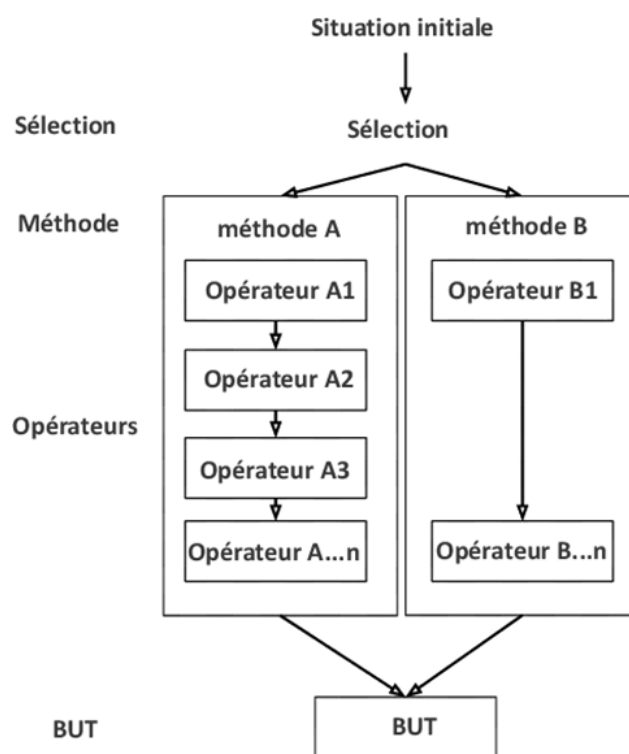 Situation initiale
Sélection
Sélection
Méthode
méthode A
méthode B
Opérateur A1
Opérateur B1
Opérateur A2
Opérateurs
Opérateur A3
Opérateur A...n
Opérateur B...n
BUT
BUT